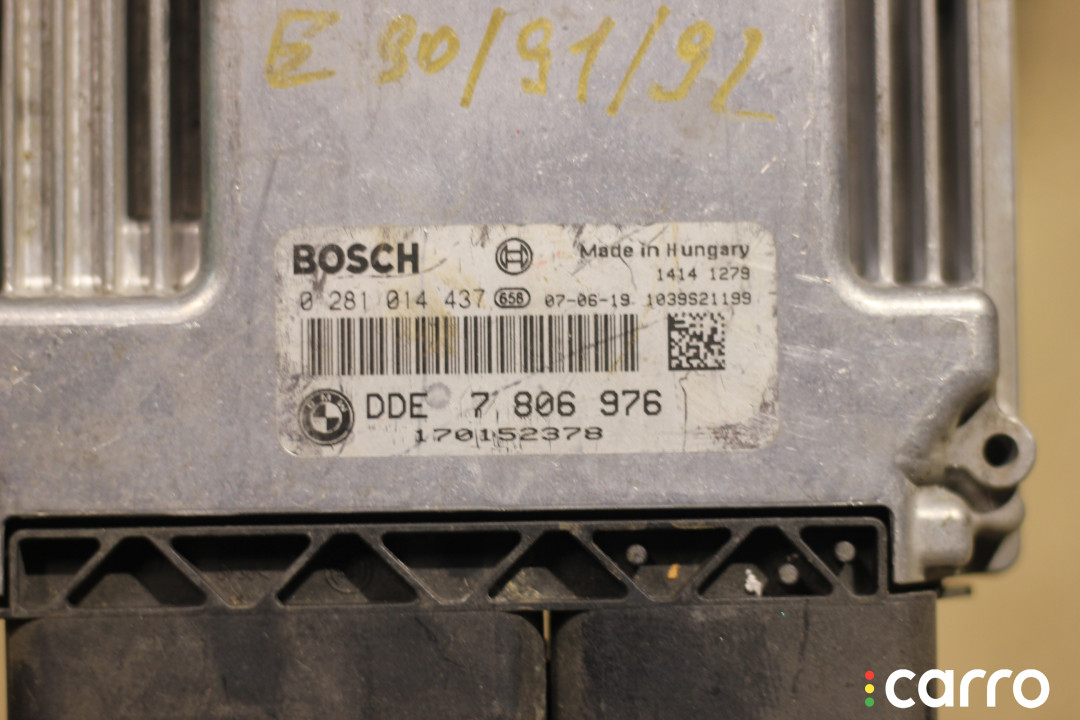 E 90/91/92
BOSCH
Made in Hungary
1414 1279
0 281 014 437 658 07-06-19 1039S21199
BMW
DDE 7 806 976
170152378
carro